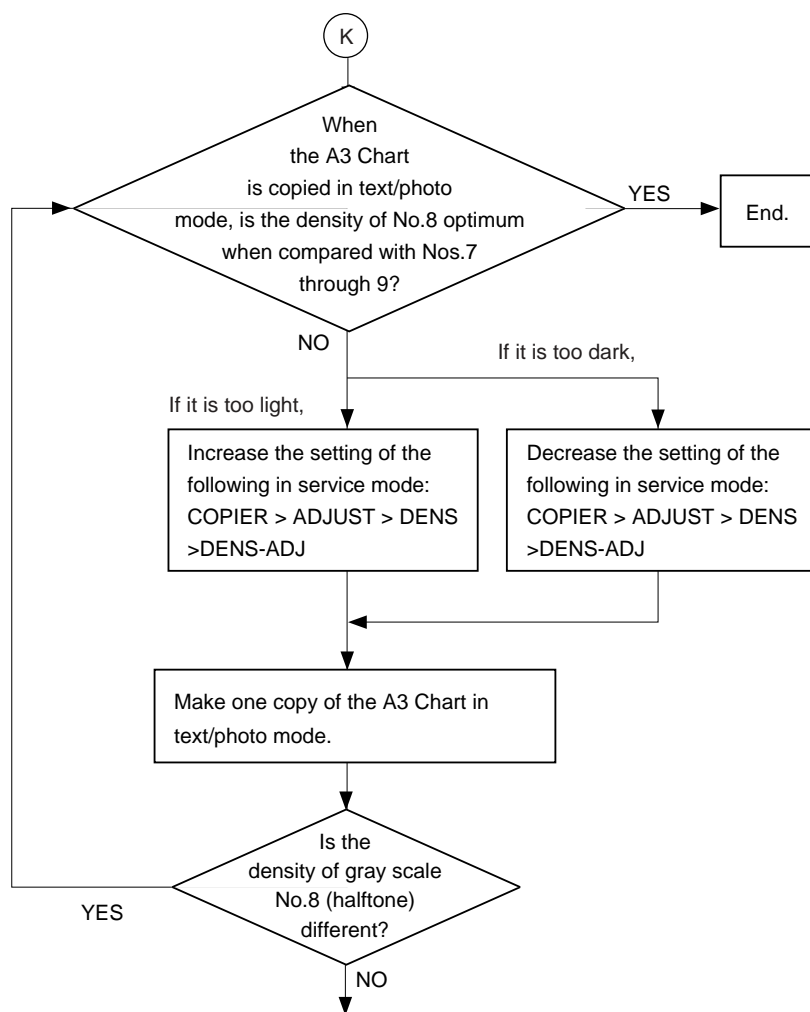 K
When
the A3 Chart
is copied in text/photo
mode, is the density of No.8 optimum
when compared with Nos.7
through 9?
YES
End.
NO
If it is too dark,
If it is too light,
Increase the setting of the
following in service mode:
COPIER > ADJUST > DENS
>DENS-ADJ
Decrease the setting of the
following in service mode:
COPIER > ADJUST > DENS
>DENS-ADJ
Make one copy of the A3 Chart in
text/photo mode.
Is the
density of gray scale
No.8 (halftone)
different?
YES
NO